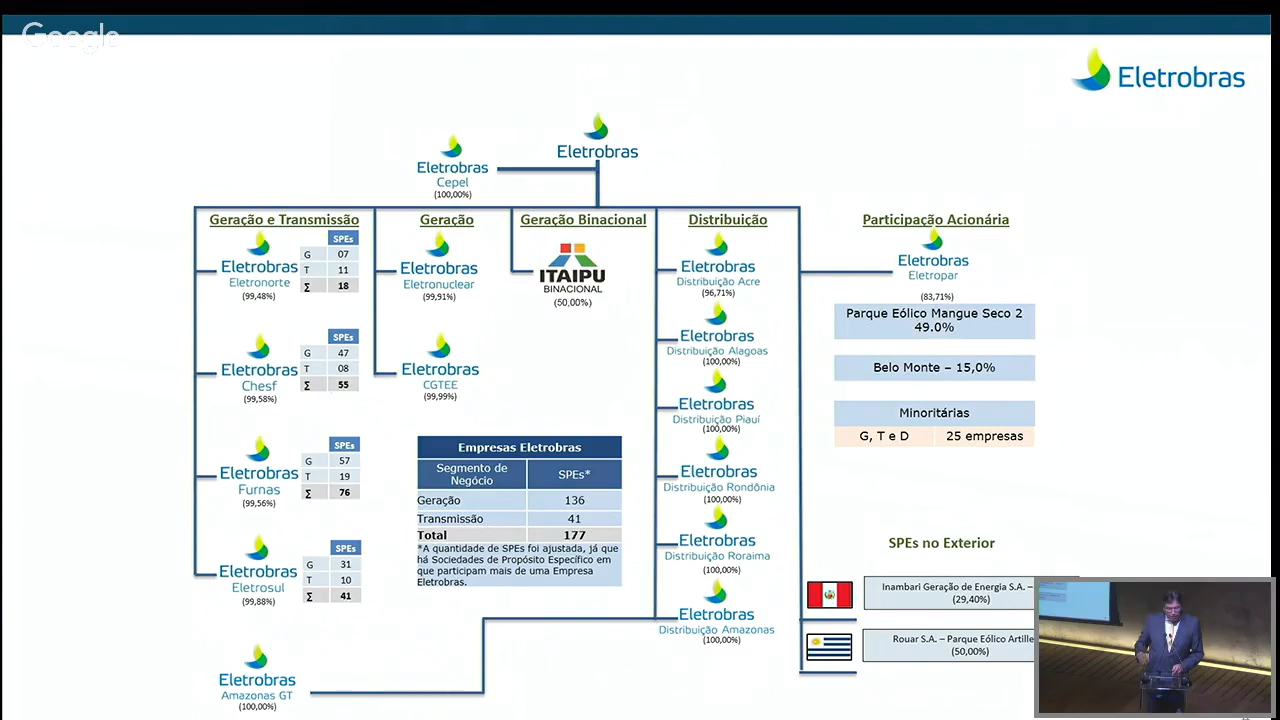 Google
Eletrobras
Eletrobras
Eletrobras
Cepel
(100,00%)
Geração e Transmissão
Eletrobras
Eletronorte
(99,48%)
SPEs
G 07
T 11
Σ 18
Eletrobras
Chesf
(99,58%)
SPEs
G 47
T 08
Σ 55
Eletrobras
Furnas
(99,56%)
SPEs
G 57
T 19
Σ 76
Eletrobras
Eletrosul
(99,88%)
SPEs
G 31
T 10
Σ 41
Eletrobras
Amazonas GT
(100,00%)
Geração
Eletrobras
Eletronuclear
(99,91%)
Eletrobras
CGTEE
(99,99%)
Geração Binacional
ITAIPU
BINACIONAL
(50,00%)
Empresas Eletrobras
Segmento de
Negócio
SPEs*
Geração 136
Transmissão 41
Total 177
*A quantidade de SPEs foi ajustada, já que
há Sociedades de Propósito Específico em
que participam mais de uma Empresa
Eletrobras.
Distribuição
Eletrobras
Distribuição Acre
(96,71%)
Eletrobras
Distribuição Alagoas
(100,00%)
Eletrobras
Distribuição Piauí
(100,00%)
Eletrobras
Distribuição Rondônia
(100,00%)
Eletrobras
Distribuição Roraima
(100,00%)
Eletrobras
Distribuição Amazonas
(100,00%)
Participação Acionária
Eletrobras
Eletropar
(83,71%)
Parque Eólico Mangue Seco 2
49.0%
Belo Monte – 15,0%
Minoritárias
G, T e D 25 empresas
SPEs no Exterior
Inambari Geração de Energia S.A. –
(29,40%)
Rouar S.A. – Parque Eólico Artille
(50,00%)